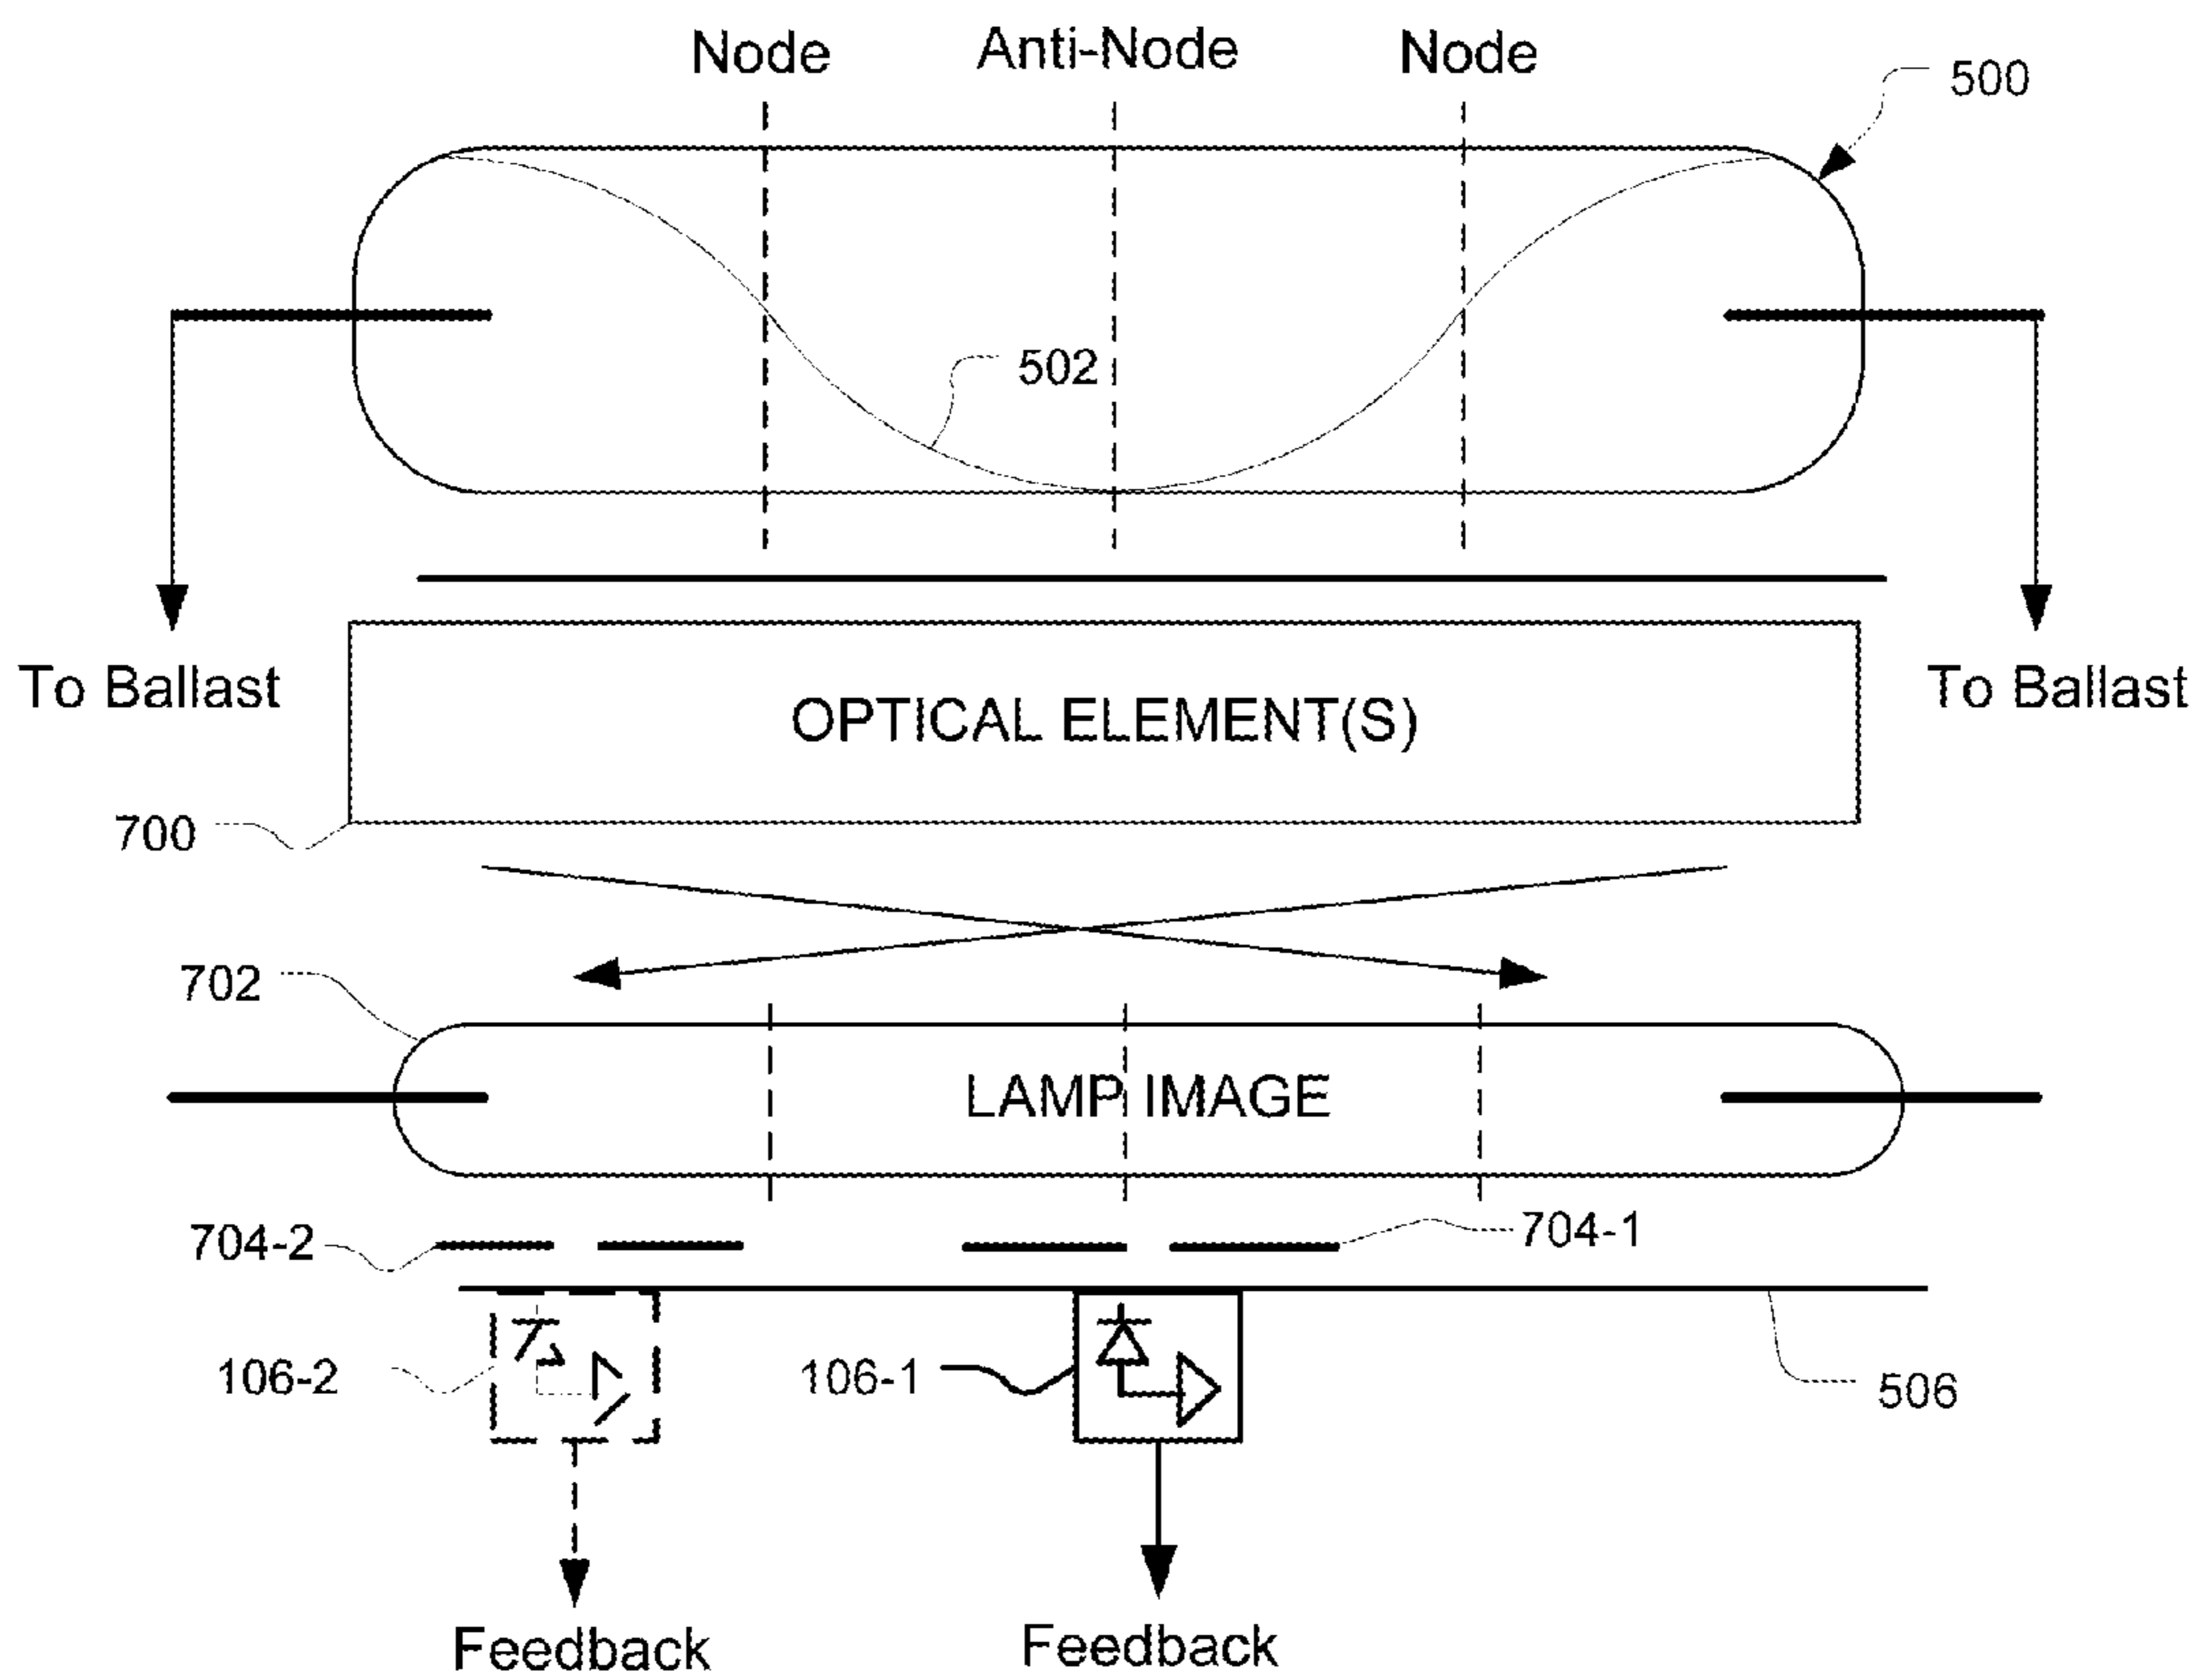 Node Anti-Node Node
500
502
To Ballast To Ballast
OPTICAL ELEMENT(S)
700
702
LAMP IMAGE
704-2 704-1
106-2 106-1 506
Feedback Feedback